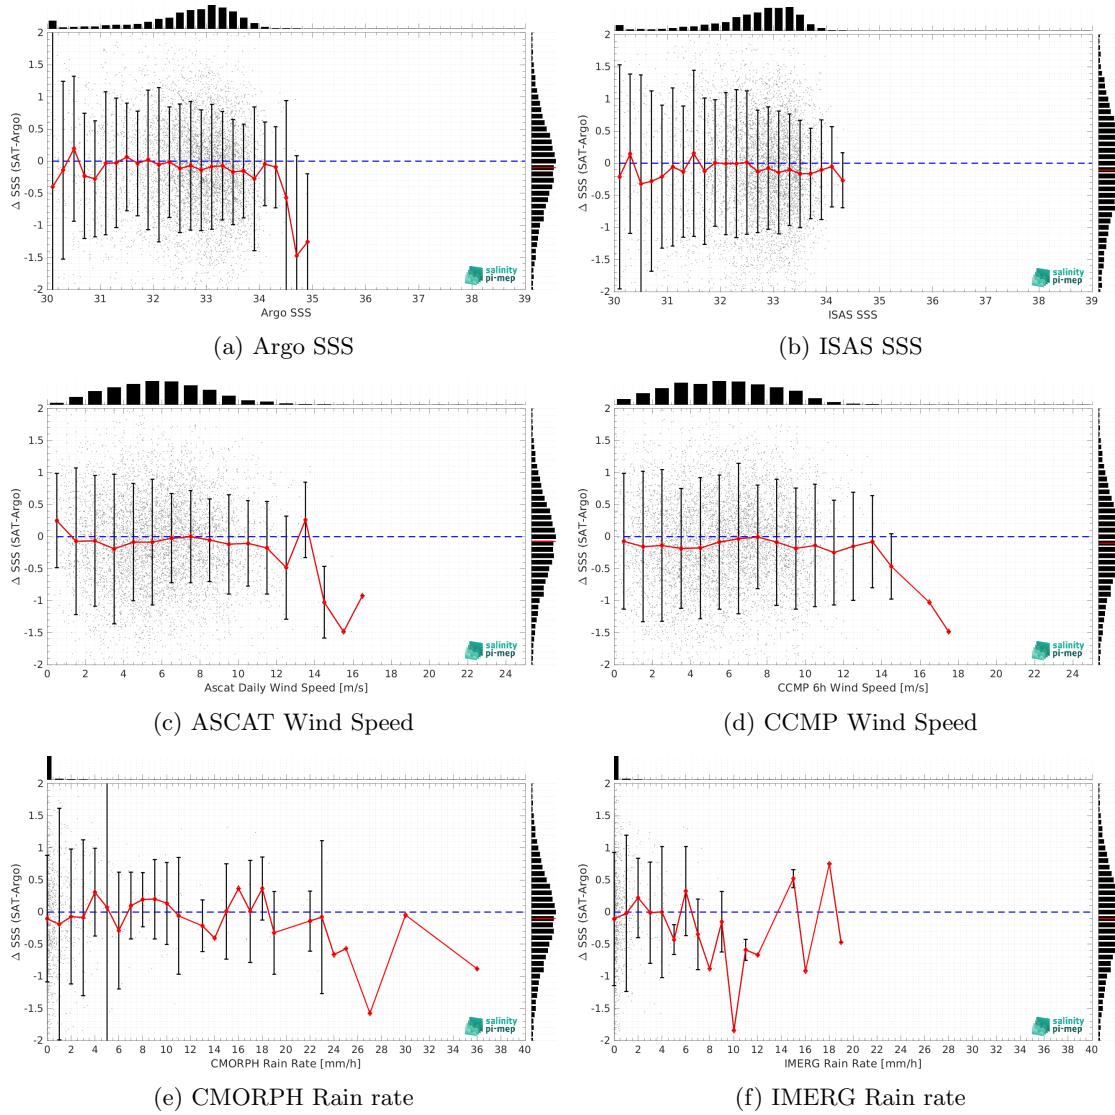 2
1.5
1
0.5
0
-0.5
-1
-1.5
-2
Δ SSS (SAT-Argo)
30 31 32 33 34 35 36 37 38 39
Argo SSS
salinity
pi-mep
(a) Argo SSS
2
1.5
1
0.5
0
-0.5
-1
-1.5
-2
Δ SSS (SAT-Argo)
30 31 32 33 34 35 36 37 38 39
ISAS SSS
salinity
pi-mep
(b) ISAS SSS
2
1.5
1
0.5
0
-0.5
-1
-1.5
-2
Δ SSS (SAT-Argo)
0 2 4 6 8 10 12 14 16 18 20 22 24
Ascat Daily Wind Speed [m/s]
salinity
pi-mep
(c) ASCAT Wind Speed
2
1.5
1
0.5
0
-0.5
-1
-1.5
-2
Δ SSS (SAT-Argo)
0 2 4 6 8 10 12 14 16 18 20 22 24
CCMP 6h Wind Speed [m/s]
salinity
pi-mep
(d) CCMP Wind Speed
2
1.5
1
0.5
0
-0.5
-1
-1.5
-2
Δ SSS (SAT-Argo)
0 2 4 6 8 10 12 14 16 18 20 22 24 26 28 30 32 34 36 38 40
CMORPH Rain Rate [mm/h]
salinity
pi-mep
(e) CMORPH Rain rate
2
1.5
1
0.5
0
-0.5
-1
-1.5
-2
Δ SSS (SAT-Argo)
0 2 4 6 8 10 12 14 16 18 20 22 24 26 28 30 32 34 36 38 40
IMERG Rain Rate [mm/h]
salinity
pi-mep
(f) IMERG Rain rate